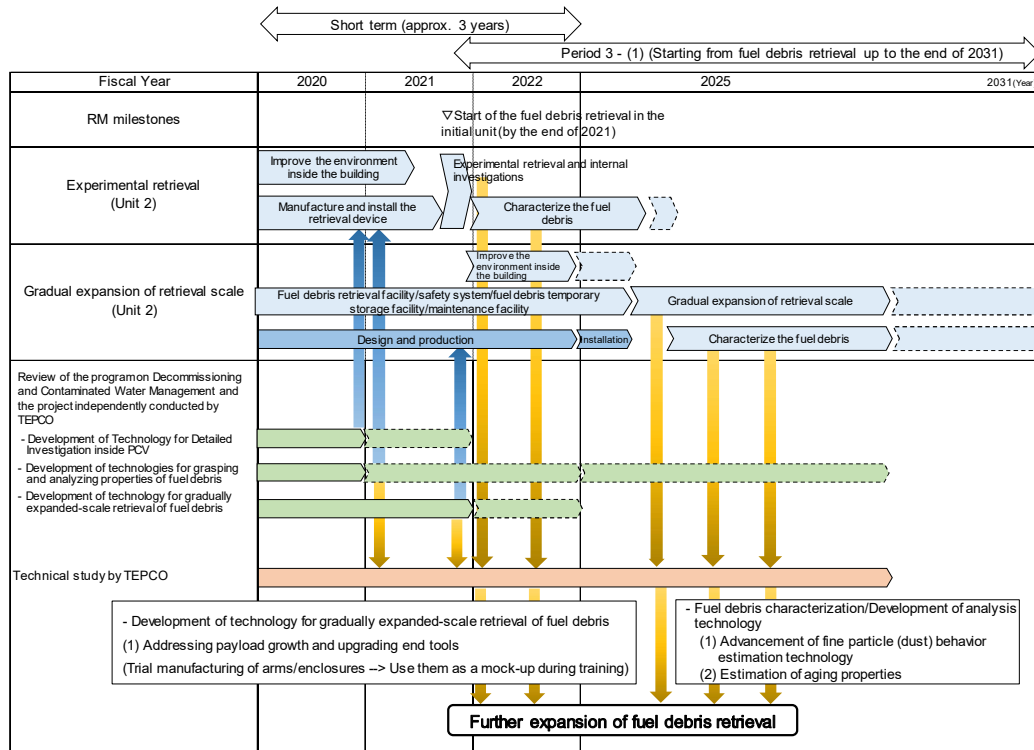 Short term (approx. 3 years)
Period 3 - (1) (Starting from fuel debris retrieval up to the end of 2031)
Fiscal Year
2020
2021
2022
2025
2031(Year
RM milestones
▽Start of the fuel debris retrieval in the
initial unit (by the end of 2021)
Experimental retrieval
(Unit 2)
Improve the environment
inside the building
Experimental retrieval and internal
investigations
Manufacture and install the
retrieval device
Characterize the fuel
debris
Gradual expansion of retrieval scale
(Unit 2)
Improve the
environment inside
the building
Fuel debris retrieval facility/safety system/fuel debris temporary
storage facility/maintenance facility
Gradual expansion of retrieval scale
Design and production
Installation
Characterize the fuel debris
Review of the programon Decommissioning
and Contaminated Water Management and
the project independently conducted by
TEPCO
- Development of Technology for Detailed
Investigation inside PCV
- Development of technologies for grasping
and analyzing properties of fuel debris
- Development of technology for gradually
expanded-scale retrieval of fuel debris
Technical study by TEPCO
- Development of technology for gradually expanded-scale retrieval of fuel debris
(1) Addressing payload growth and upgrading end tools
(Trial manufacturing of arms/enclosures --> Use them as a mock-up during training)
- Fuel debris characterization/Development of analysis
technology
(1) Advancement of fine particle (dust) behavior
estimation technology
(2) Estimation of aging properties
Further expansion of fuel debris retrieval